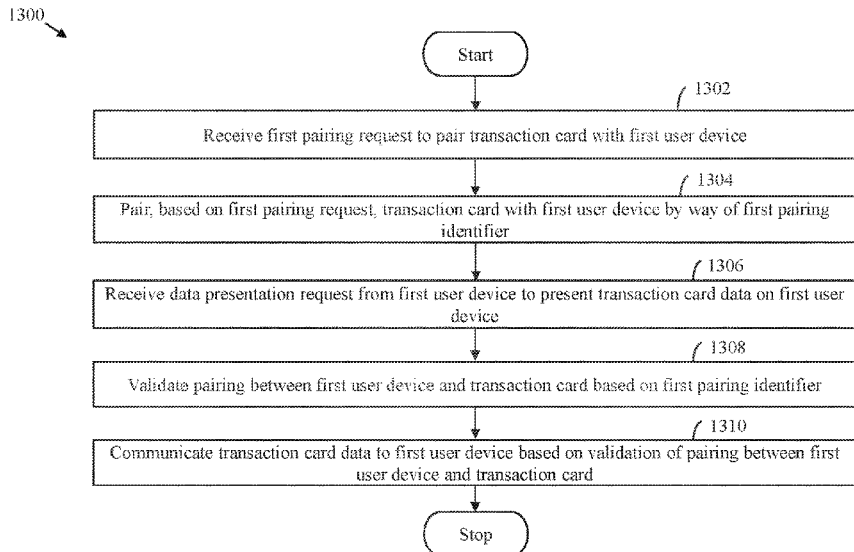 1300
Start
1302
Receive first pairing request to pair transaction card with first user device
1304
Pair, based on first pairing request, transaction card with first user device by way of first pairing
identifier
1306
Receive data presentation request from first user device to present transaction card data on first user
device
1308
Validate pairing between first user device and transaction card based on first pairing identifier
1310
Communicate transaction card data to first user device based on validation of pairing between first
user device and transaction card
Stop